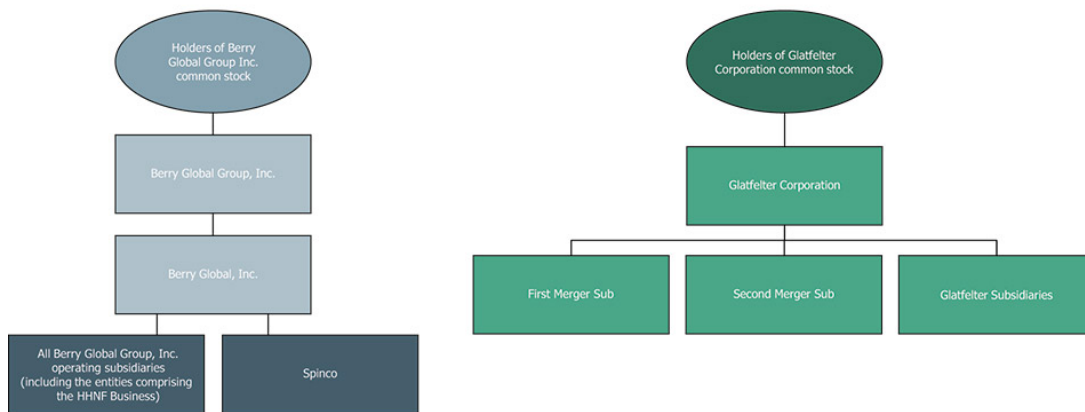 Holders of Berry
Global Group Inc.
common stock
Berry Global Group, Inc.
Berry Global, Inc.
All Berry Global Group, Inc.
operating subsidiaries
(including the entities comprising
the HHNF Business)
Spinco
Holders of Glatfelter
Corporation common stock
Glatfelter Corporation
First Merger Sub
Second Merger Sub
Glatfelter Subsidiaries